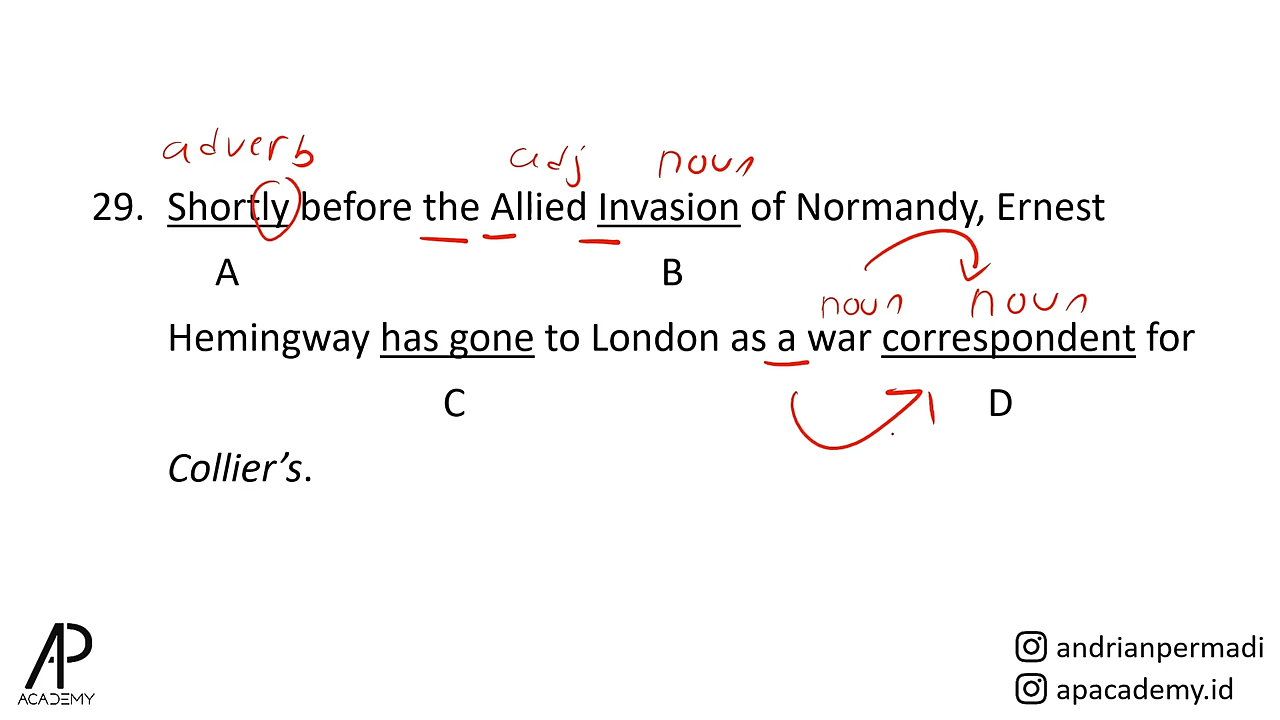 adverb adj noun
29. Shortly before the Allied Invasion of Normandy, Ernest
A B
noun noun
Hemingway has gone to London as a war correspondent for
C D
Collier’s.
AP
ACADEMY
andrianpermadi
apacademy.id